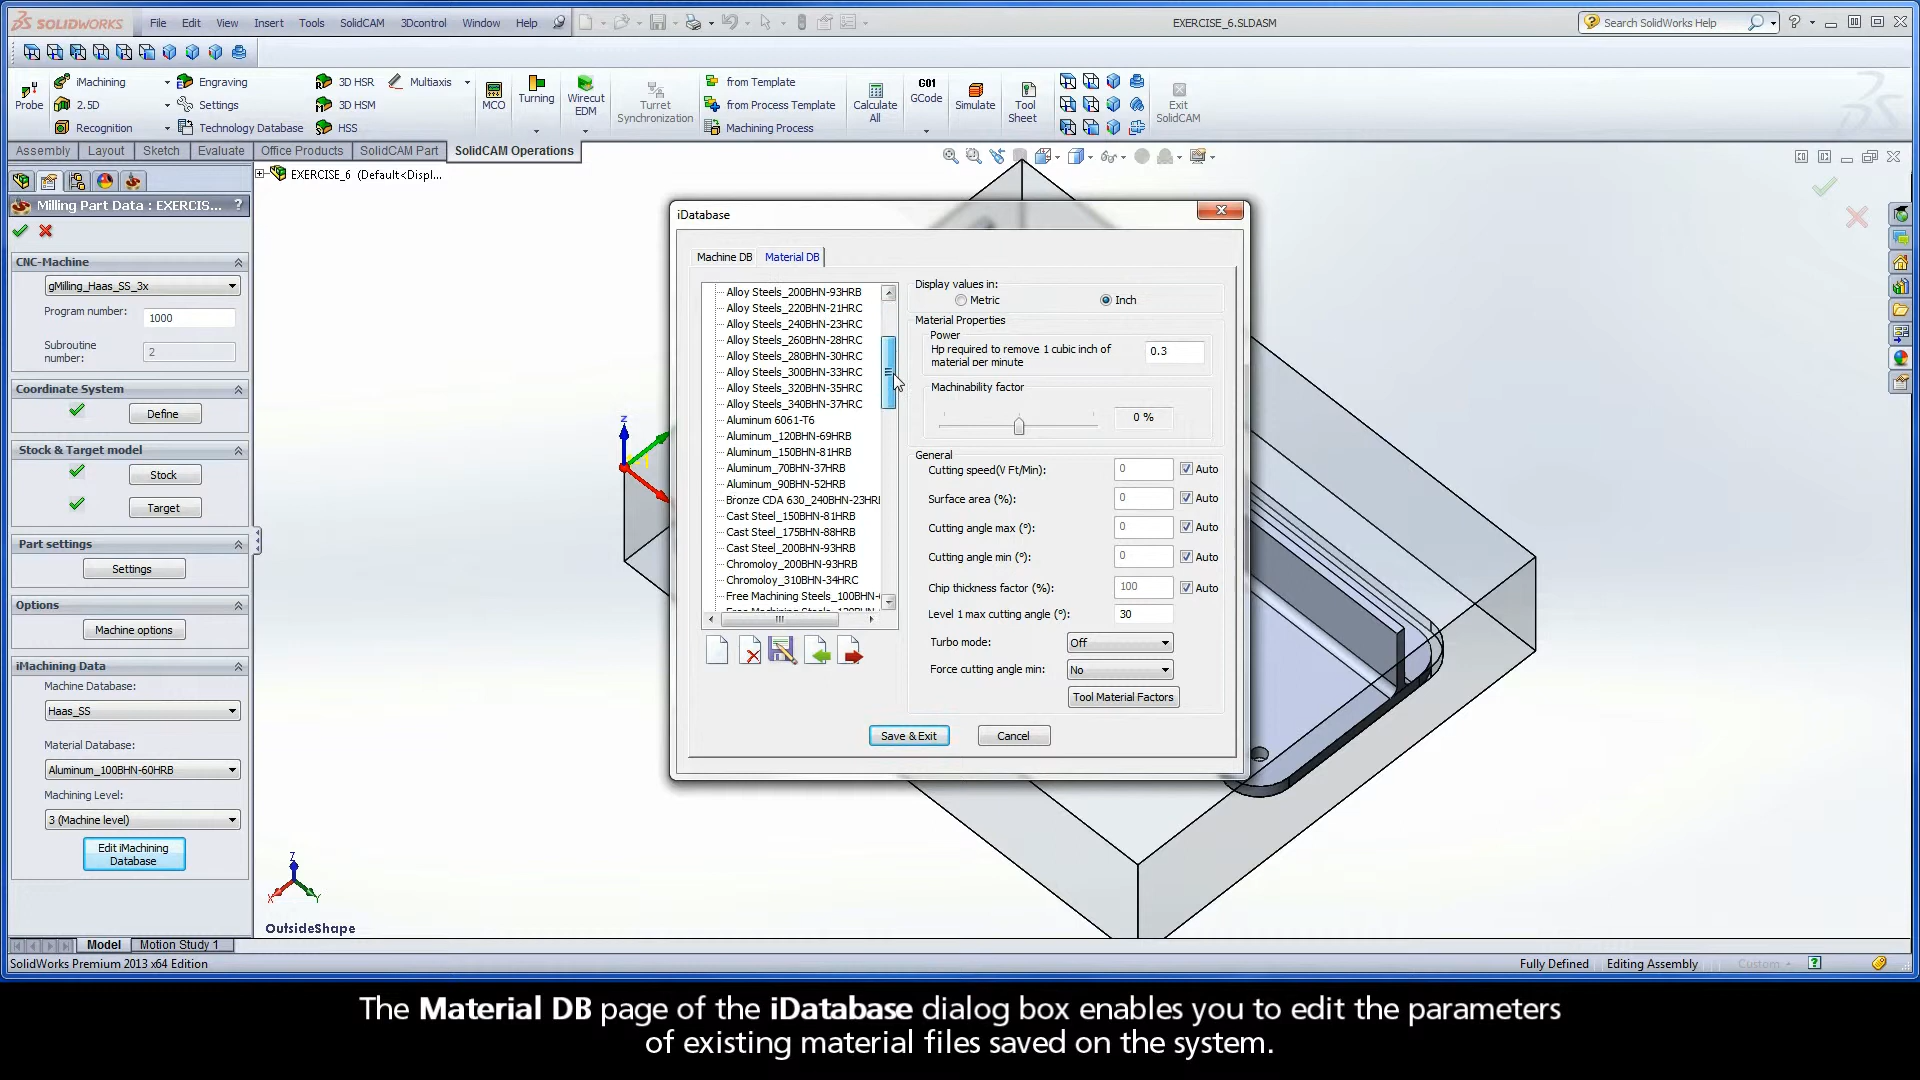 SOLIDWORKS File Edit View Insert Tools SolidCAM 3Dcontrol Window Help EXERCISE_6.SLDASM Search SolidWorks Help
iMachining Engraving 3D HSR Multiaxis from Template
Probe 2.5D Settings 3D HSM MCO Turning Wirecut EDM Turret Synchronization from Process Template Calculate All G01 GCode Simulate Tool Sheet Exit SolidCAM
Recognition Technology Database HSS Machining Process
Assembly Layout Sketch Evaluate Office Products SolidCAM Part SolidCAM Operations
EXERCISE_6 (Default<Displ...
Milling Part Data : EXERCIS... ?
CNC-Machine
gMilling_Haas_SS_3x
Program number: 1000
Subroutine number: 2
Coordinate System
Define
Stock & Target model
Stock
Target
Part settings
Settings
Options
Machine options
iMachining Data
Machine Database:
Haas_SS
Material Database:
Aluminum_100BHN-60HRB
Machining Level:
3 (Machine level)
Edit iMachining
Database
iDatabase
Machine DB Material DB
Alloy Steels_200BHN-93HRB
Alloy Steels_220BHN-21HRC
Alloy Steels_240BHN-23HRC
Alloy Steels_260BHN-28HRC
Alloy Steels_280BHN-30HRC
Alloy Steels_300BHN-33HRC
Alloy Steels_320BHN-35HRC
Alloy Steels_340BHN-37HRC
Aluminum 6061-T6
Aluminum_120BHN-69HRB
Aluminum_150BHN-81HRB
Aluminum_70BHN-37HRB
Aluminum_90BHN-52HRB
Bronze CDA 630_240BHN-23HR
Cast Steel_150BHN-81HRB
Cast Steel_175BHN-88HRB
Cast Steel_200BHN-93HRB
Chromoloy_200BHN-93HRB
Chromoloy_310BHN-34HRC
Free Machining Steels_100BHN-
Display values in:
Metric Inch
Material Properties
Power
Hp required to remove 1 cubic inch of
material per minute 0.3
Machinability factor
0 %
General
Cutting speed(V Ft/Min): 0 Auto
Surface area (%): 0 Auto
Cutting angle max (º): 0 Auto
Cutting angle min (º): 0 Auto
Chip thickness factor (%): 100 Auto
Level 1 max cutting angle (º): 30
Turbo mode: Off
Force cutting angle min: No
Tool Material Factors
Save & Exit Cancel
Z
Z
X Y
OutsideShape
Model Motion Study 1
SolidWorks Premium 2013 x64 Edition Fully Defined Editing Assembly Custom
The Material DB page of the iDatabase dialog box enables you to edit the parameters
of existing material files saved on the system.